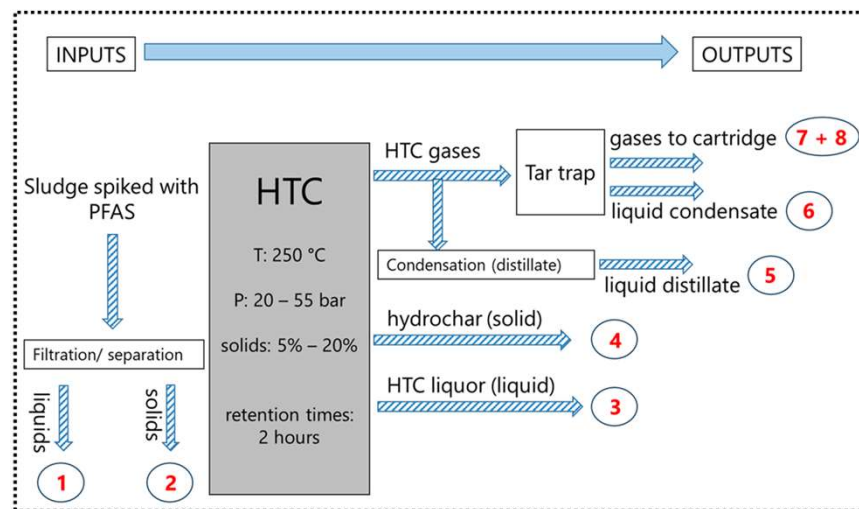 INPUTS
OUTPUTS
Sludge spiked with
PFAS
Filtration/ separation
liquids
solids
1
2
HTC
T: 250 °C
P: 20 – 55 bar
solids: 5% – 20%
retention times:
2 hours
HTC gases
Tar trap
gases to cartridge
7 + 8
liquid condensate
6
Condensation (distillate)
liquid distillate
5
hydrochar (solid)
4
HTC liquor (liquid)
3